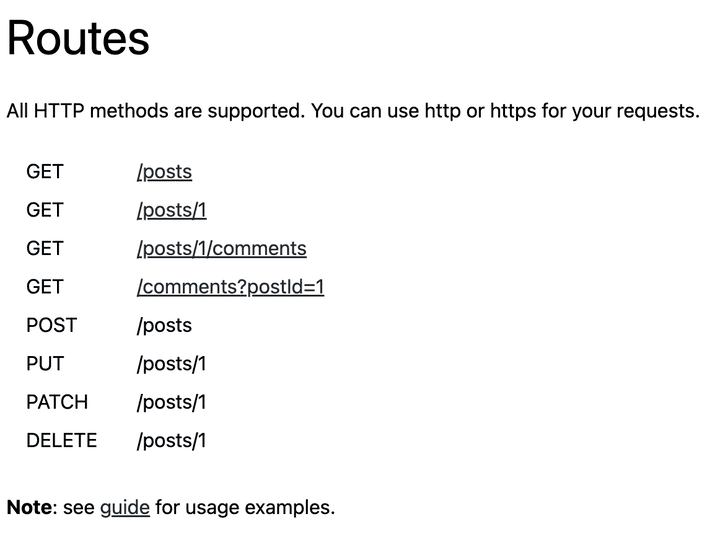 Routes
All HTTP methods are supported. You can use http or https for your requests.
GET /posts
GET /posts/1
GET /posts/1/comments
GET /comments?postId=1
POST /posts
PUT /posts/1
PATCH /posts/1
DELETE /posts/1
Note: see guide for usage examples.